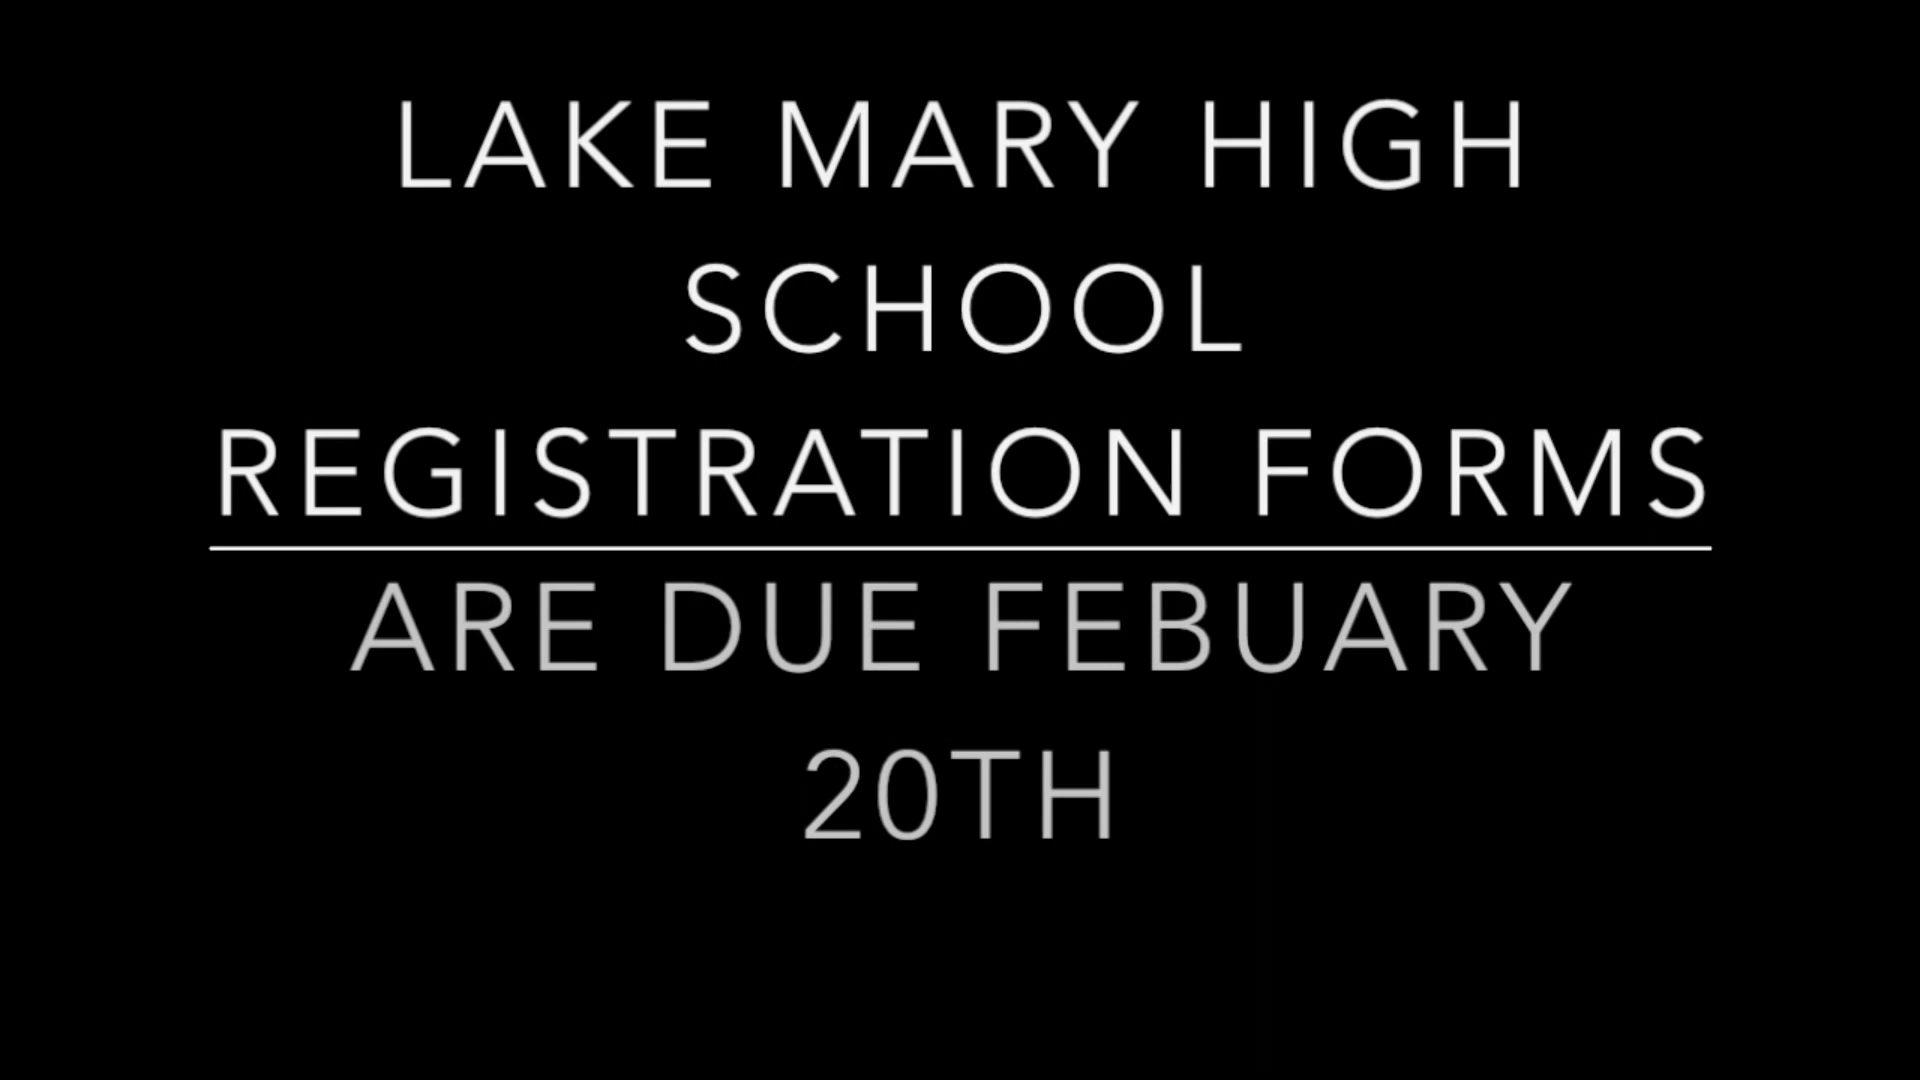 LAKE MARY HIGH
SCHOOL
REGISTRATION FORMS
ARE DUE FEBUARY
20TH